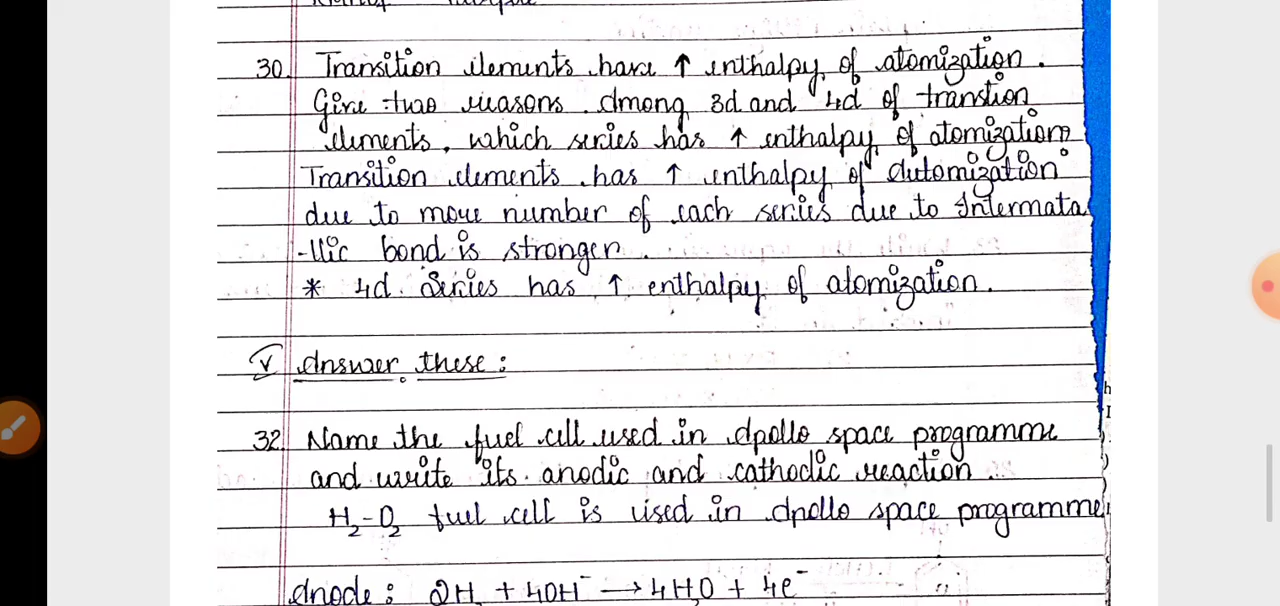 30. Transition elements have ↑ enthalpy of atomization.
Give two reasons. Among 3d and 4d of transtion
elements, which series has ↑ enthalpy of atomization
Transition elements has ↑ enthalpy of automization
due to more number of each series due to Intermata
-llic bond is stronger.
* 4d series has ↑ enthalpy of atomization.
V Answer these:
32. Name the fuel cell used in Apollo space programme
and write its anodic and cathodic reaction.
H₂-O₂ fuel cell is used in Apollo space programme
Anode: 2H₂ + 4OH⁻ → 4H₂O + 4e⁻